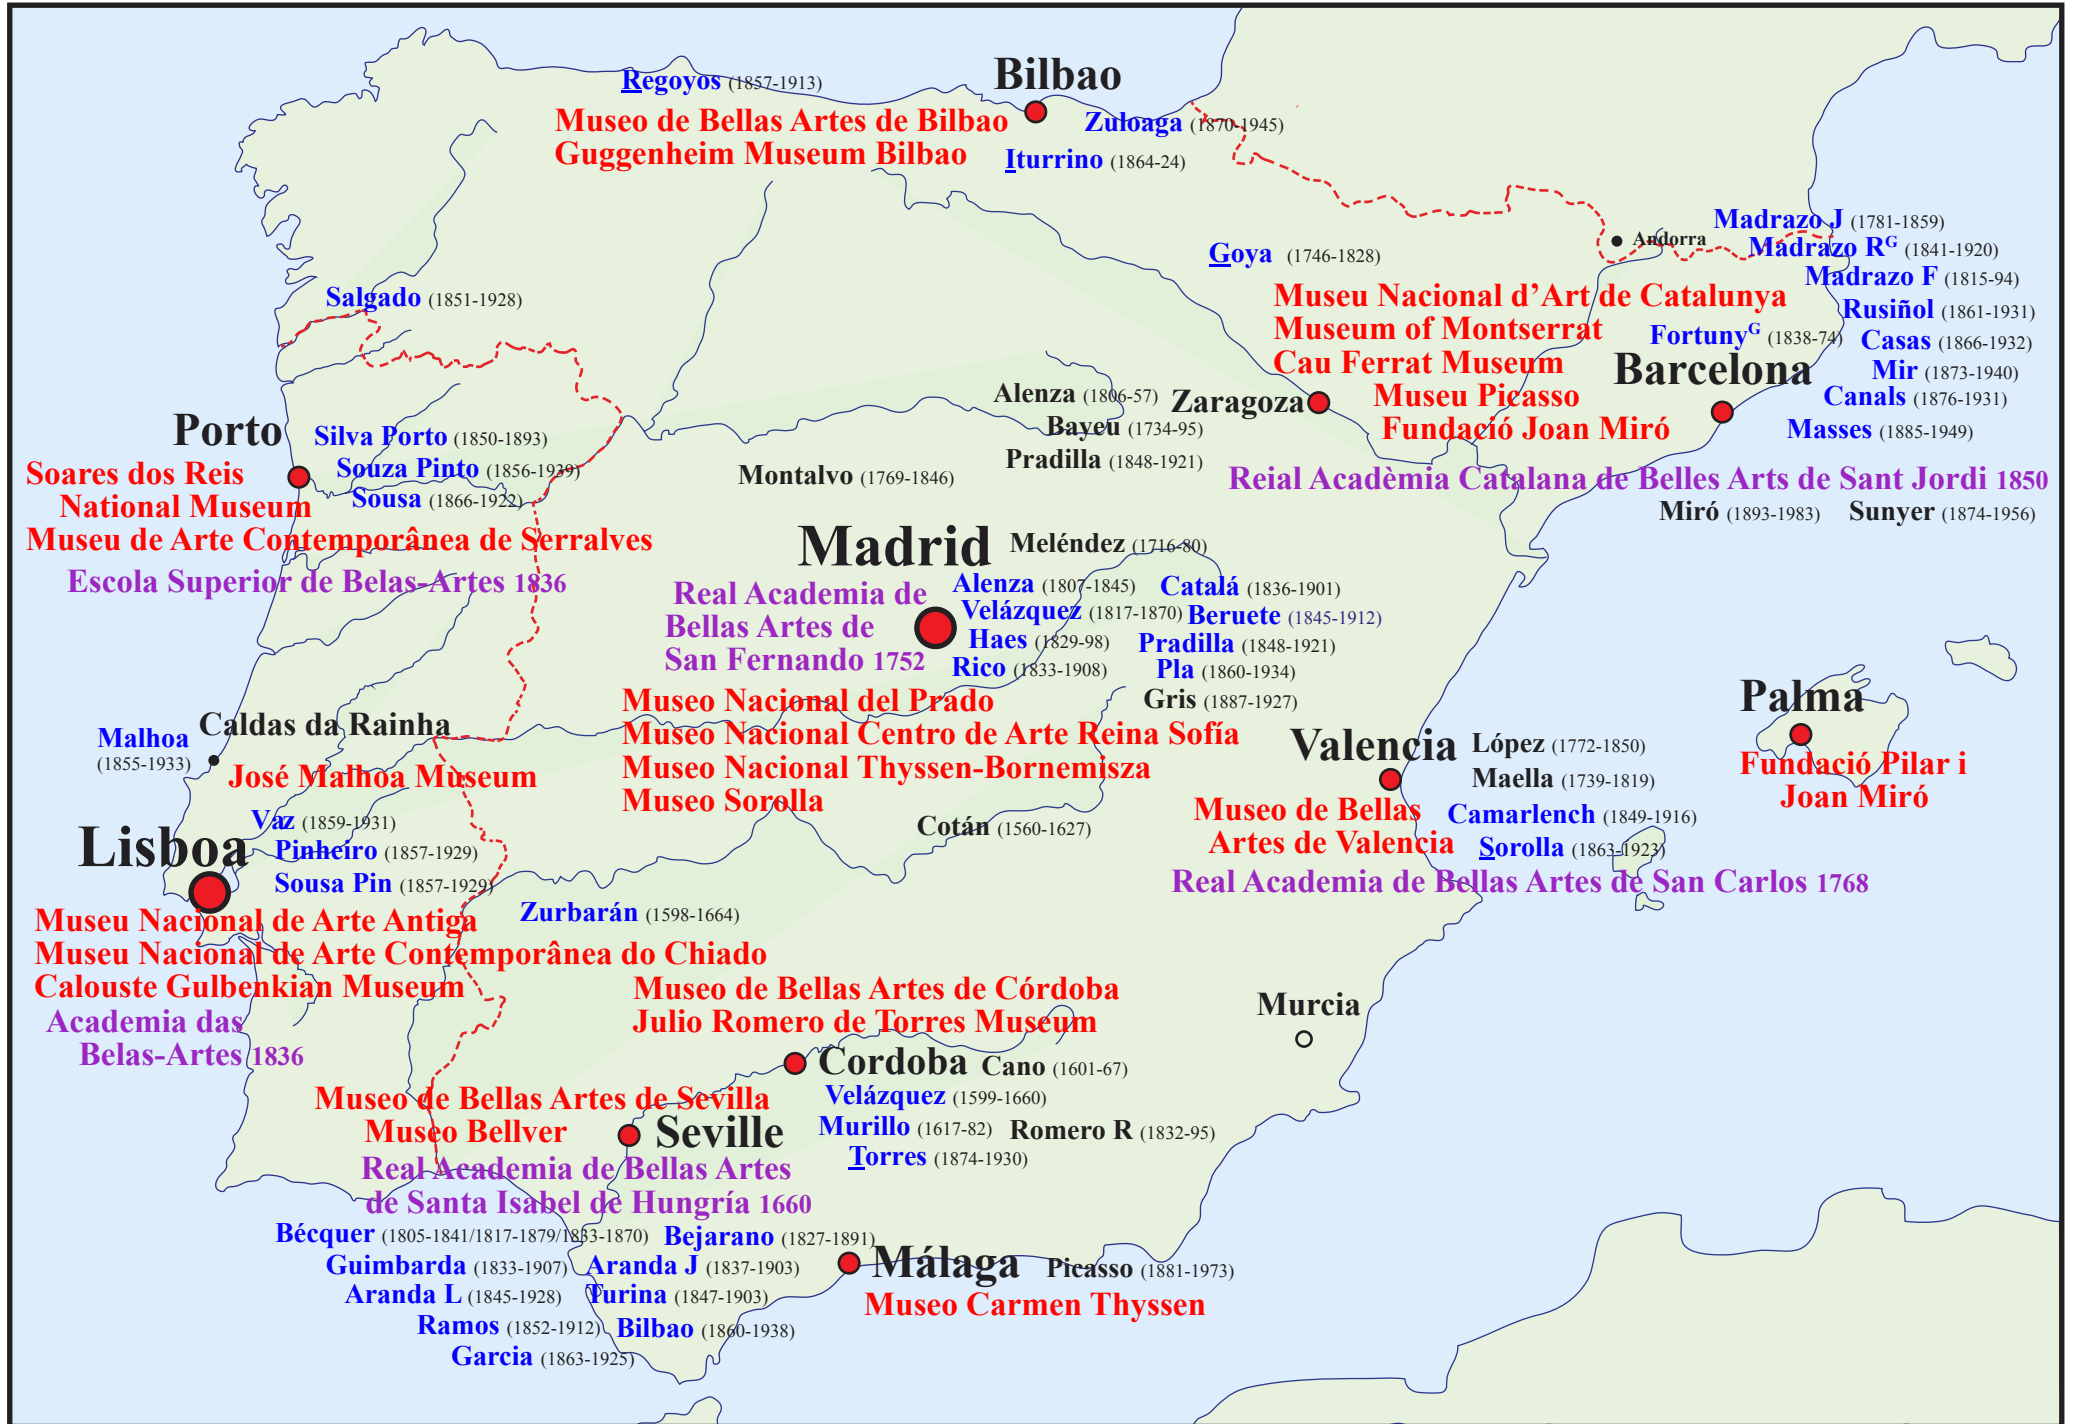 Bilbao
Regoyos (1857-1913)
Museo de Bellas Artes de Bilbao
Guggenheim Museum Bilbao
Zuloaga (1870-1945)
Iturrino (1864-24)
Andorra
Madrazo J (1781-1859)
Madrazo R^G (1841-1920)
Madrazo F (1815-94)
Rusiñol (1861-1931)
Fortuny^G (1838-74)
Casas (1866-1932)
Mir (1873-1940)
Canals (1876-1931)
Masses (1885-1949)
Goya (1746-1828)
Museu Nacional d’Art de Catalunya
Museum of Montserrat
Cau Ferrat Museum
Museu Picasso
Fundació Joan Miró
Barcelona
Reial Acadèmia Catalana de Belles Arts de Sant Jordi 1850
Miró (1893-1983)
Sunyer (1874-1956)
Zaragoza
Alenza (1806-57)
Bayeu (1734-95)
Pradilla (1848-1921)
Montalvo (1769-1846)
Salgado (1851-1928)
Porto
Silva Porto (1850-1893)
Souza Pinto (1856-1939)
Sousa (1866-1922)
Soares dos Reis
National Museum
Museu de Arte Contemporânea de Serralves
Escola Superior de Belas-Artes 1836
Madrid
Meléndez (1716-80)
Real Academia de
Bellas Artes de
San Fernando 1752
Alenza (1807-1845)
Catalá (1836-1901)
Velázquez (1817-1870)
Beruete (1845-1912)
Haes (1829-98)
Pradilla (1848-1921)
Rico (1833-1908)
Pla (1860-1934)
Gris (1887-1927)
Museo Nacional del Prado
Museo Nacional Centro de Arte Reina Sofía
Museo Nacional Thyssen-Bornemisza
Museo Sorolla
Cotán (1560-1627)
Valencia
López (1772-1850)
Maella (1739-1819)
Camarlench (1849-1916)
Sorolla (1863-1923)
Museo de Bellas
Artes de Valencia
Real Academia de Bellas Artes de San Carlos 1768
Palma
Fundació Pilar i
Joan Miró
Caldas da Rainha
Malhoa
(1855-1933)
José Malhoa Museum
Lisboa
Vaz (1859-1931)
Pinheiro (1857-1929)
Sousa Pin (1857-1929)
Museu Nacional de Arte Antiga
Museu Nacional de Arte Contemporânea do Chiado
Calouste Gulbenkian Museum
Academia das
Belas-Artes 1836
Zurbarán (1598-1664)
Museo de Bellas Artes de Córdoba
Julio Romero de Torres Museum
Cordoba
Cano (1601-67)
Velázquez (1599-1660)
Murillo (1617-82)
Romero R (1832-95)
Torres (1874-1930)
Murcia
Museo de Bellas Artes de Sevilla
Museo Bellver
Seville
Real Academia de Bellas Artes
de Santa Isabel de Hungría 1660
Bécquer (1805-1841/1817-1879/1833-1870)
Bejarano (1827-1891)
Guimbarda (1833-1907)
Aranda J (1837-1903)
Aranda L (1845-1928)
Turina (1847-1903)
Ramos (1852-1912)
Bilbao (1860-1938)
Garcia (1863-1925)
Málaga
Picasso (1881-1973)
Museo Carmen Thyssen